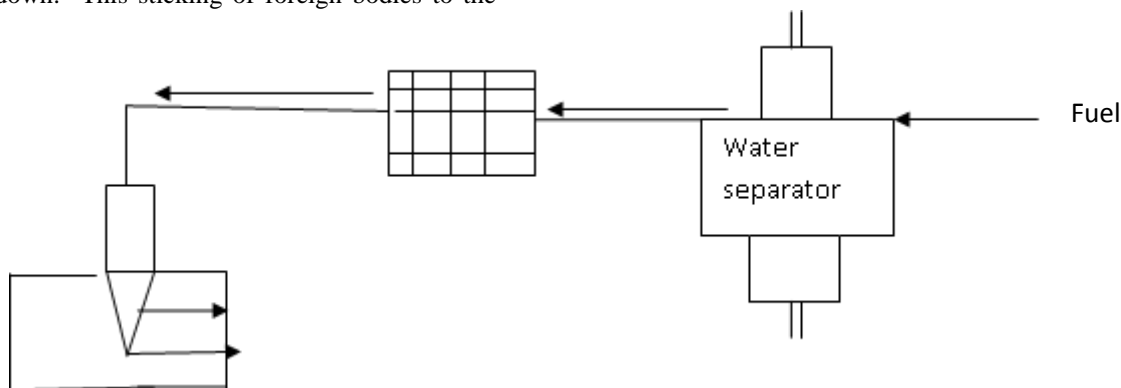 down. This sticking of foreign bodies to the
Fuel
Water
separator